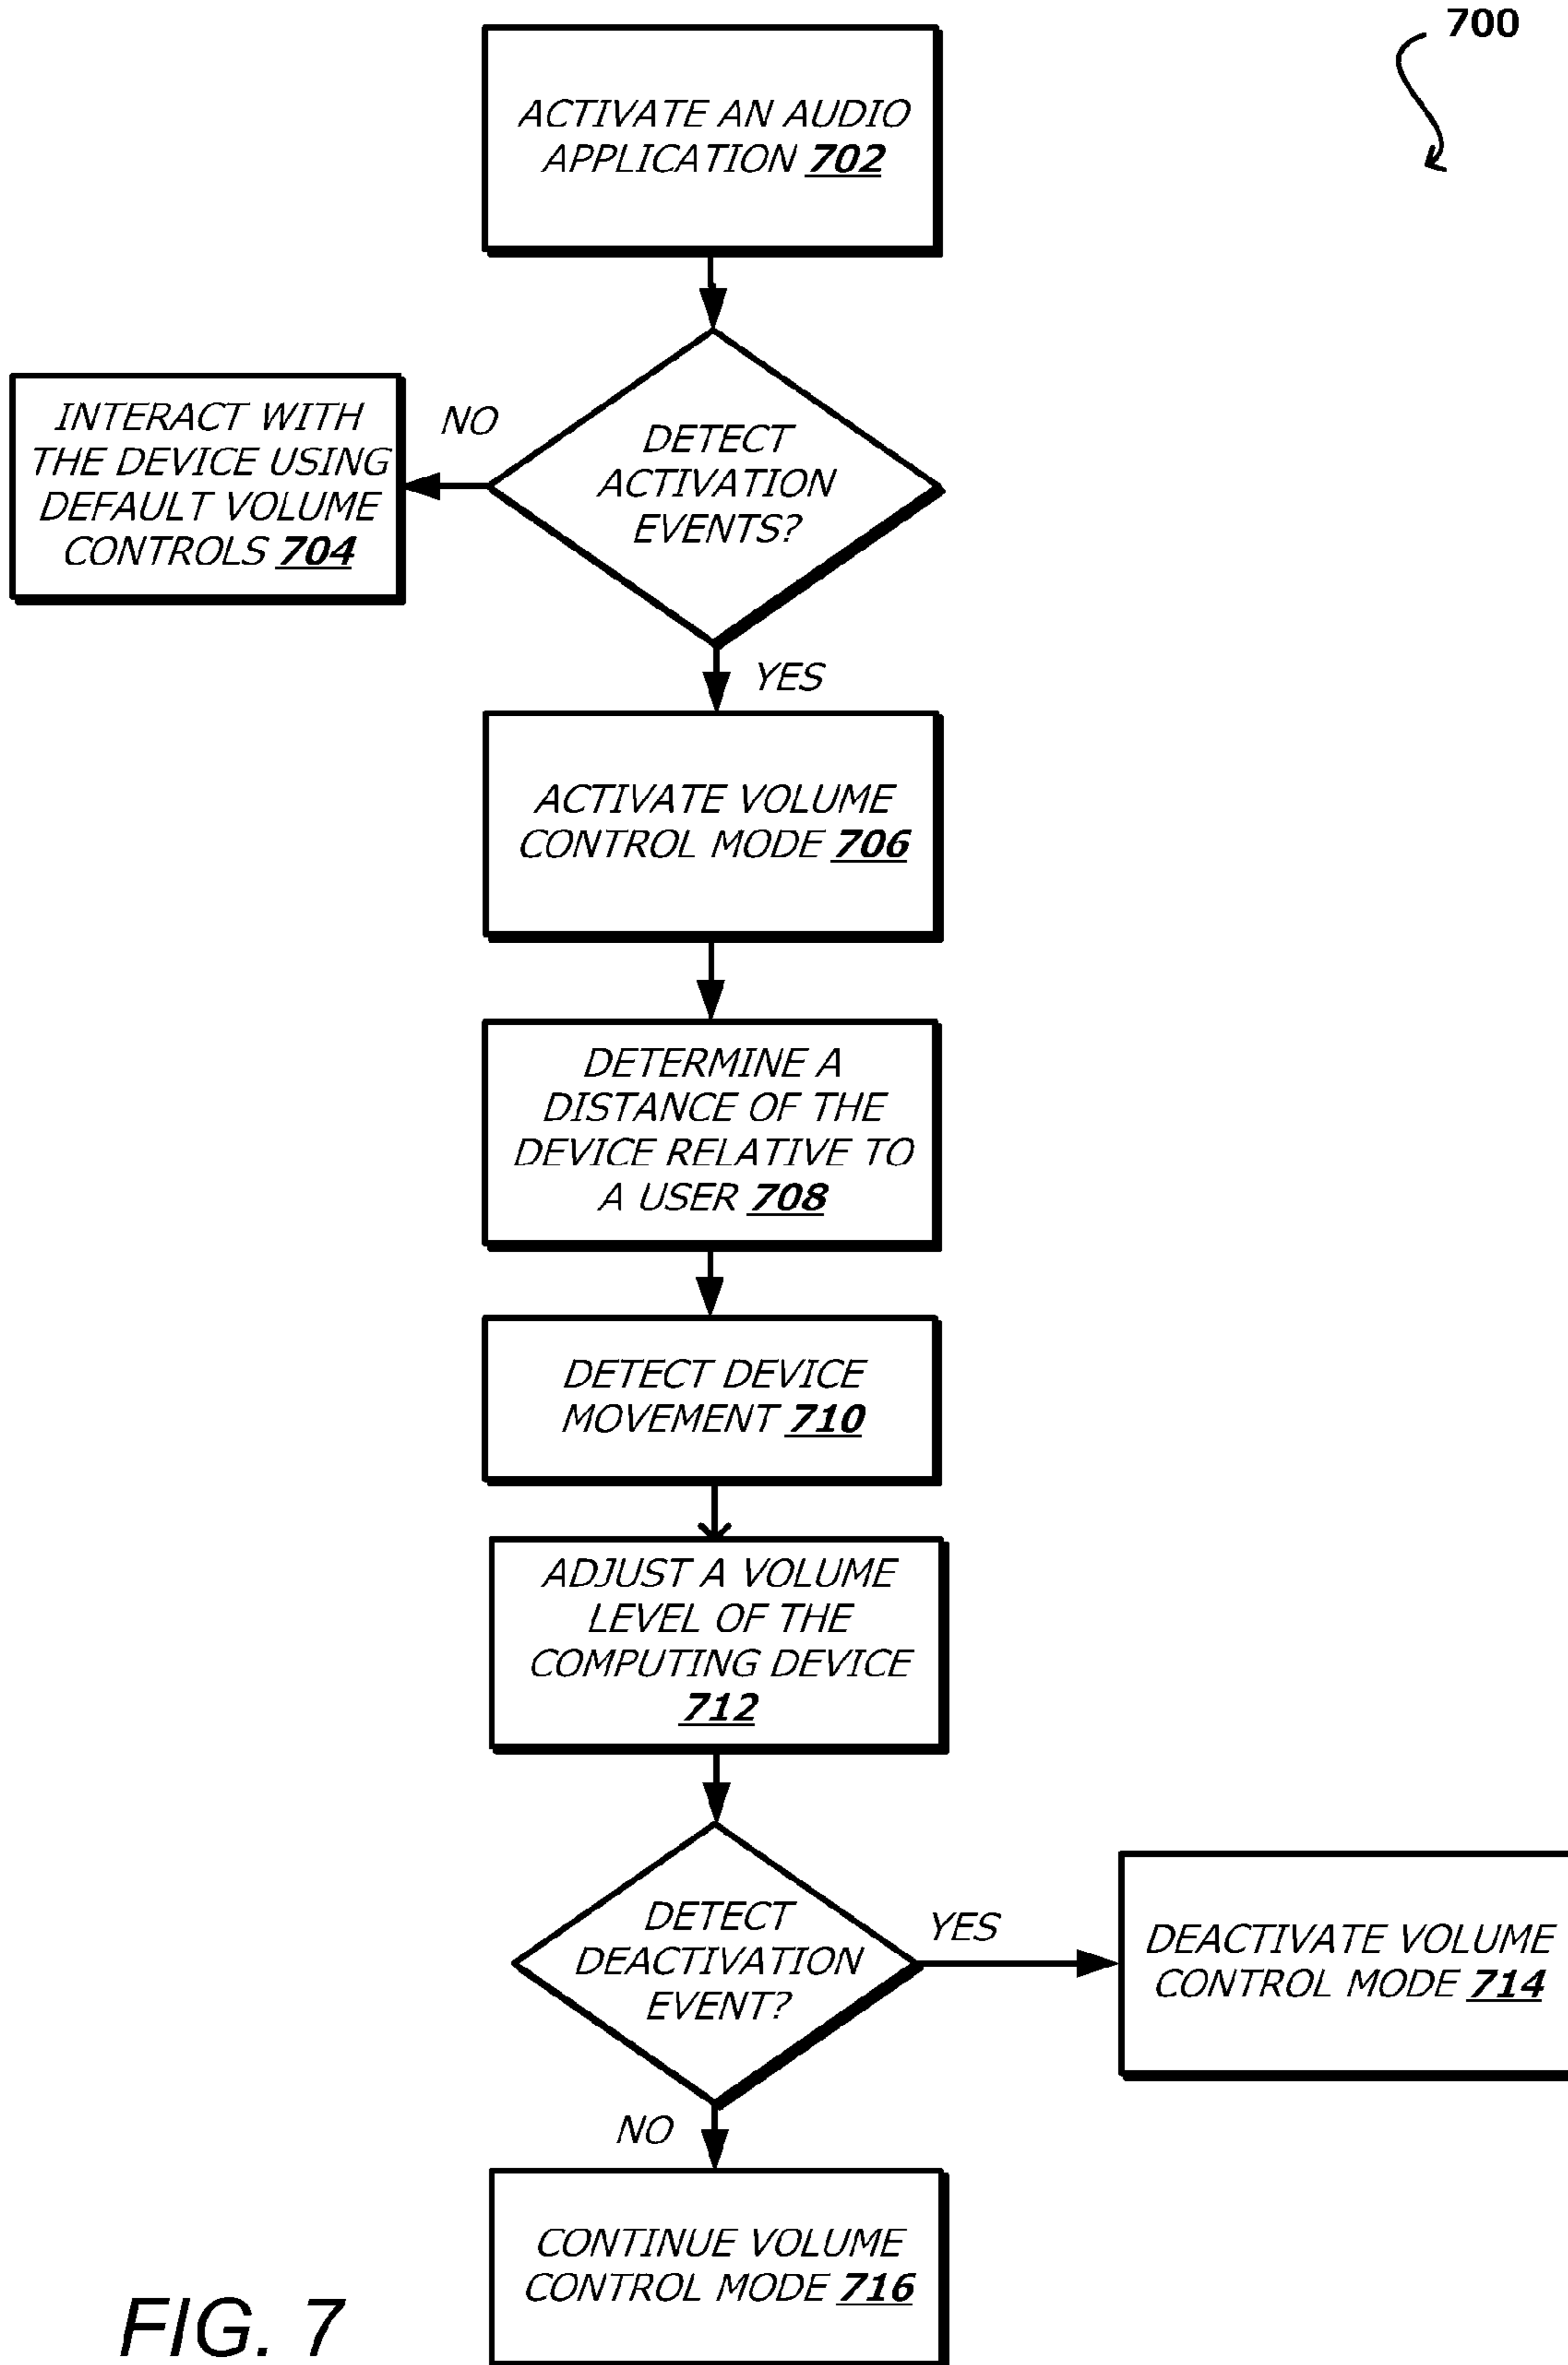 700
ACTIVATE AN AUDIO
APPLICATION 702
DETECT
ACTIVATION
EVENTS?
NO
INTERACT WITH
THE DEVICE USING
DEFAULT VOLUME
CONTROLS 704
YES
ACTIVATE VOLUME
CONTROL MODE 706
DETERMINE A
DISTANCE OF THE
DEVICE RELATIVE TO
A USER 708
DETECT DEVICE
MOVEMENT 710
ADJUST A VOLUME
LEVEL OF THE
COMPUTING DEVICE
712
DETECT
DEACTIVATION
EVENT?
YES
DEACTIVATE VOLUME
CONTROL MODE 714
NO
CONTINUE VOLUME
CONTROL MODE 716
FIG. 7